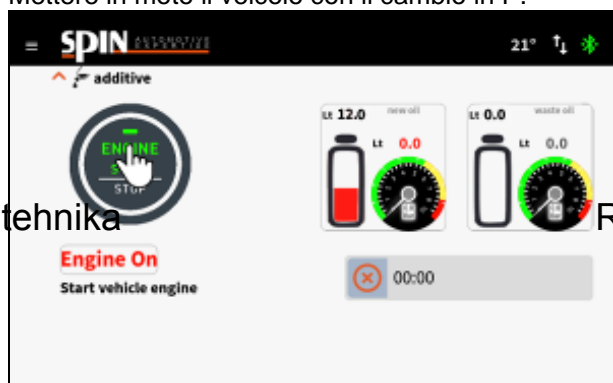 Mettere in moto il veicolo con il cambio in P.
≡ SPIN AUTOMOTIVE EXPERTISE 21°
additive
Lt 12.0 new oil Lt 0.0 waste oil
Lt 0.0 Lt 0.0
ENGINE
STOP
tehnika R
Engine On
Start vehicle engine
00:00